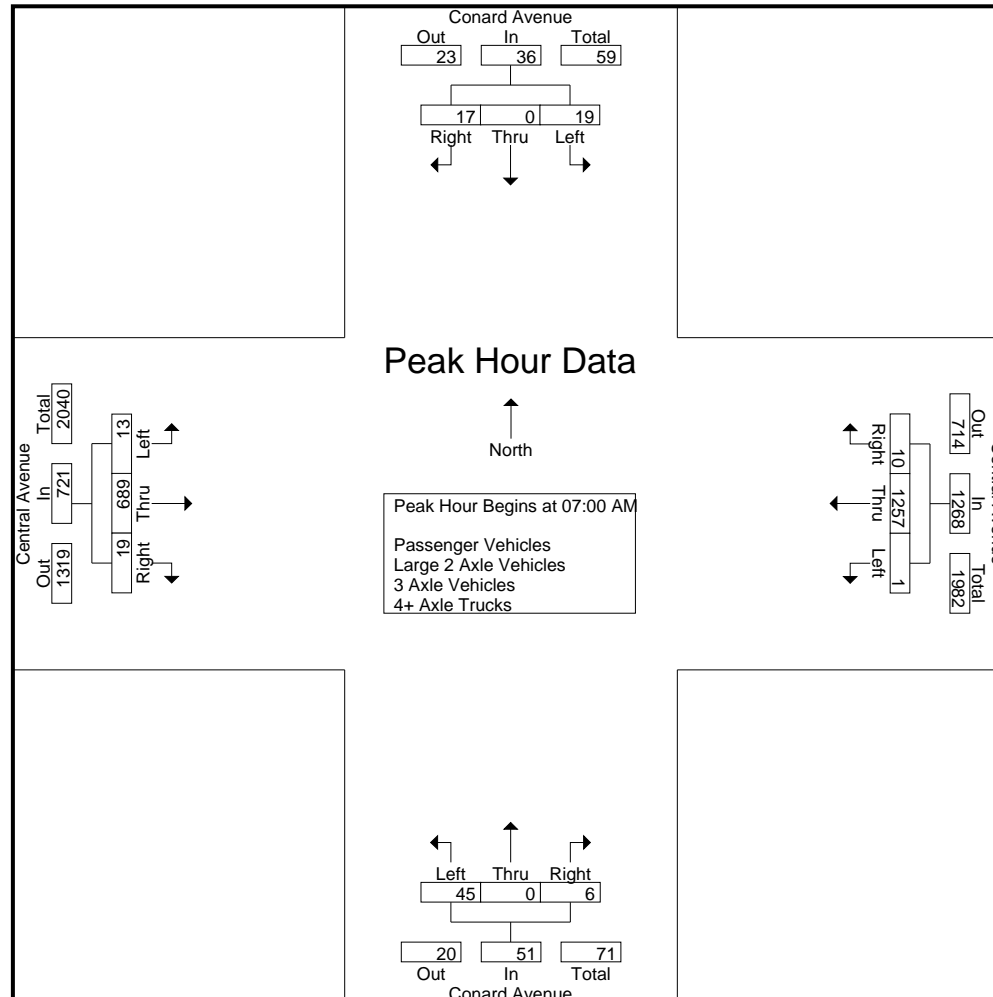 Conard Avenue
Out In Total
23 36 59
17 0 19
Right Thru Left
Peak Hour Data
North
Peak Hour Begins at 07:00 AM
Passenger Vehicles
Large 2 Axle Vehicles
3 Axle Vehicles
4+ Axle Trucks
Central Avenue
Out In Total
1319 721 2040
19 689 13
Right Thru Left
Out In Total
714 1268 1982
10 1257 1
Right Thru Left
Left Thru Right
45 0 6
20 51 71
Out In Total
Conard Avenue